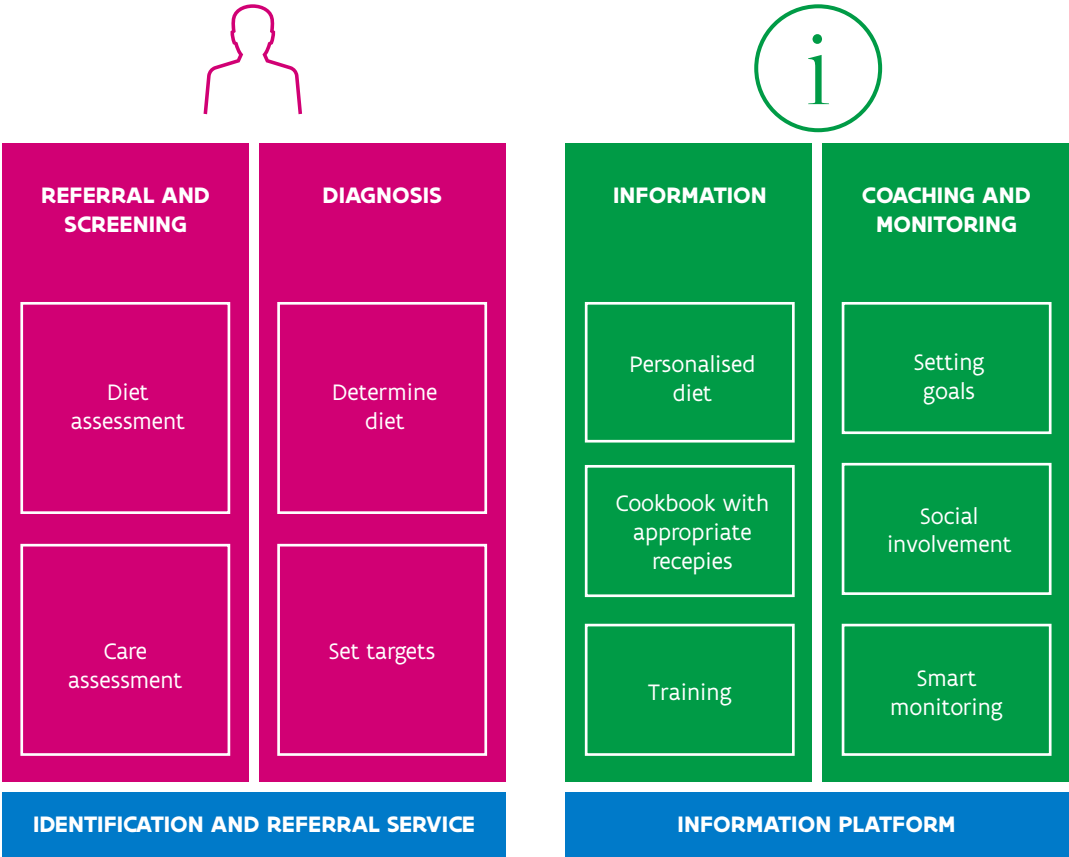 i
REFERRAL AND
SCREENING
Diet
assessment
Care
assessment
DIAGNOSIS
Determine
diet
Set targets
IDENTIFICATION AND REFERRAL SERVICE
INFORMATION
Personalised
diet
Cookbook with
appropriate
recepies
Training
COACHING AND
MONITORING
Setting
goals
Social
involvement
Smart
monitoring
INFORMATION PLATFORM